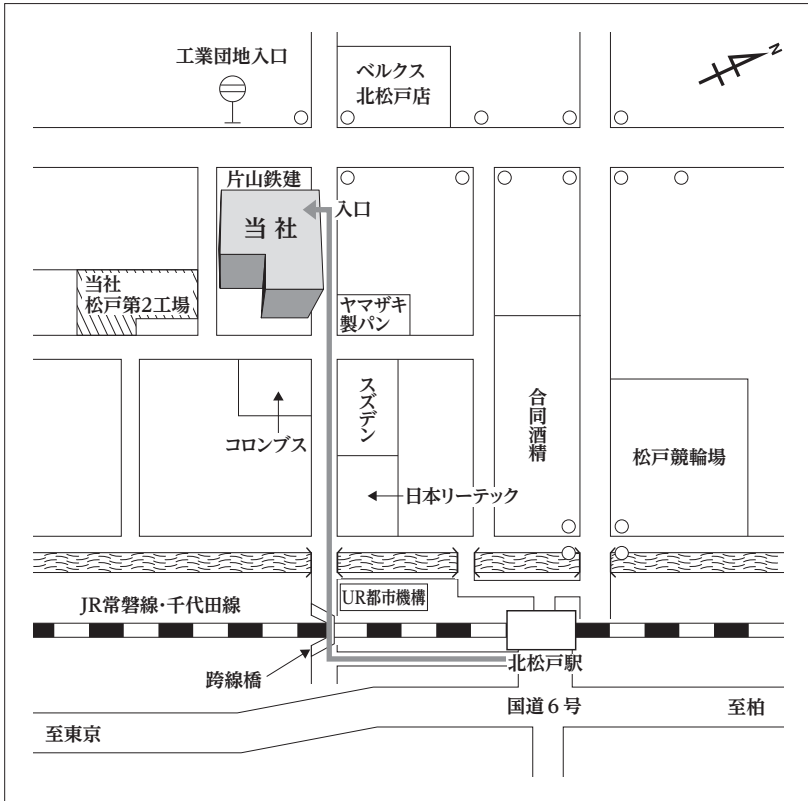 工業団地入口
ベルクス
北松戸店
N
片山鉄建
入口
当社
当社
松戸第2工場
ヤマザキ
製パン
スズデン
合同酒精
コロンブス
松戸競輪場
日本リーテック
UR都市機構
JR常磐線・千代田線
北松戸駅
跨線橋
国道6号
至柏
至東京